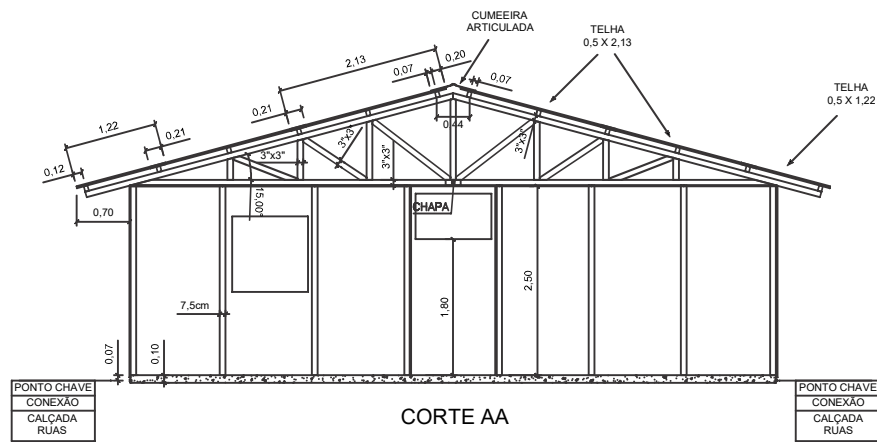 CUMEEIRA
ARTICULADA
TELHA
0,5 X 2,13
TELHA
0,5 X 1,22
2,13
0,07
0,20
0,07
0,21
0,44
1,22
0,21
0,12
3"x3"
3"x3"
3"x3"
3"x3"
15,00°
0,70
CHAPA
7,5cm
1,80
2,50
0,07
0,10
PONTO CHAVE
CONEXÃO
CALÇADA
RUAS
CORTE AA
PONTO CHAVE
CONEXÃO
CALÇADA
RUAS